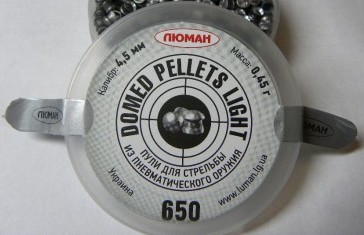 ЛЮМАН
Калибр: 4,5 мм
Масса: 0,45 г
DOMED PELLETS LIGHT
ЛЮМАН
ЛЮМАН
ПУЛИ ДЛЯ СТРЕЛЬБЫ
ИЗ ПНЕВМАТИЧЕСКОГО ОРУЖИЯ
Украина
www.luman.lg.ua
650